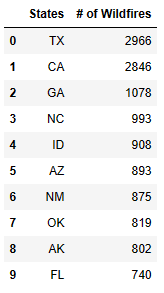 States # of Wildfires
0 TX 2966
1 CA 2846
2 GA 1078
3 NC 993
4 ID 908
5 AZ 893
6 NM 875
7 OK 819
8 AK 802
9 FL 740